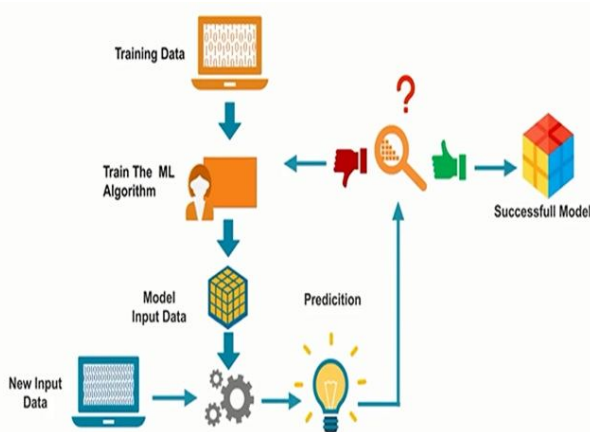 Training Data
?
Train The ML
Algorithm
Successfull Model
Model
Input Data
Predicition
New Input
Data